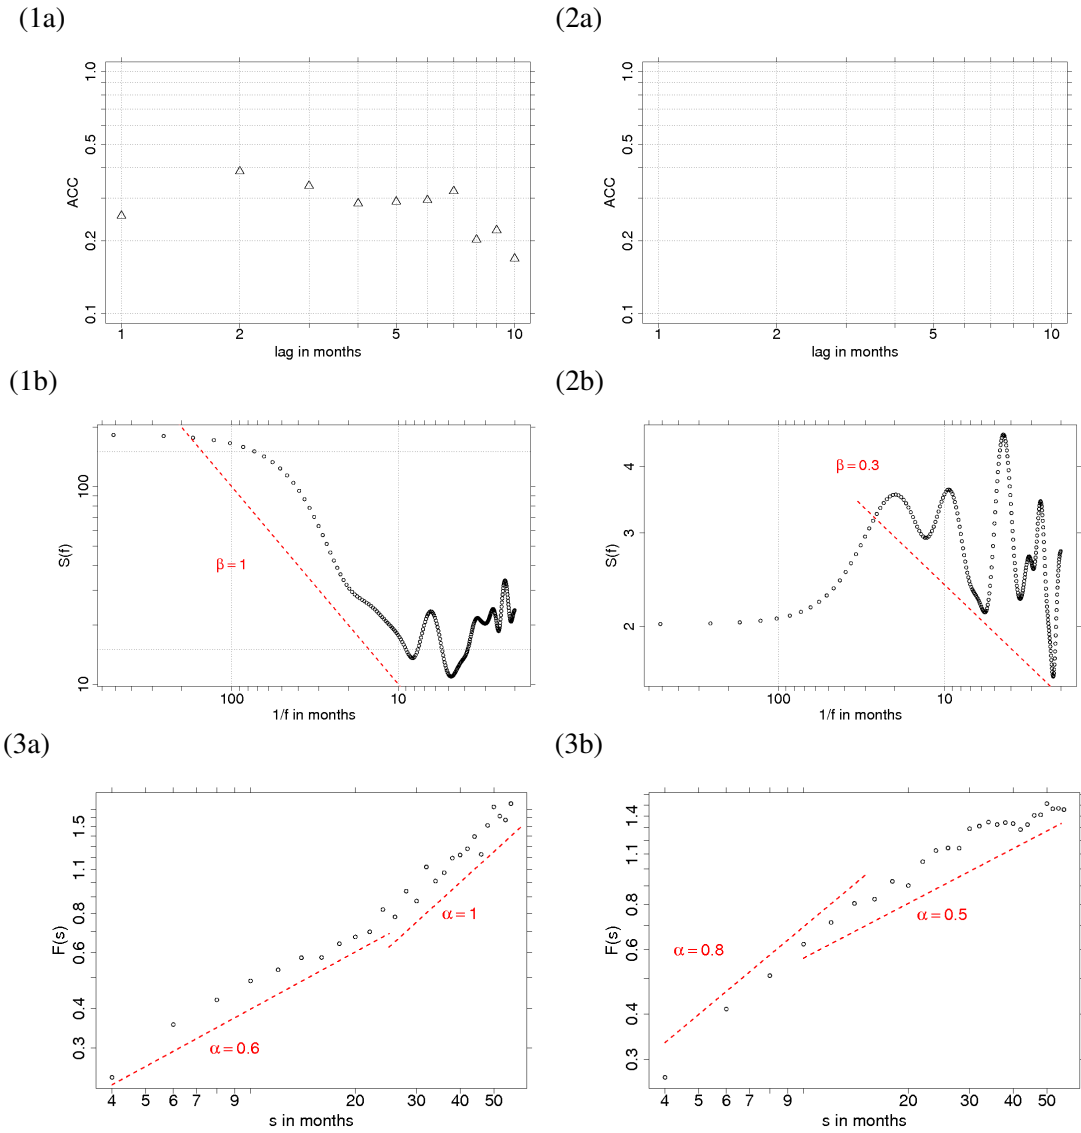 (1a)
(2a)
ACC
1.0
0.5
0.2
0.1
1
2
5
10
lag in months
ACC
1.0
0.5
0.2
0.1
1
2
5
10
lag in months
(1b)
(2b)
S(f)
100
10
β = 1
100
10
1/f in months
S(f)
4
3
2
β = 0.3
100
10
1/f in months
(3a)
(3b)
F(s)
1.5
1.1
0.8
0.6
0.4
0.3
α = 1
α = 0.6
4 5 6 7 9 20 30 40 50
s in months
F(s)
1.4
1.1
0.8
0.6
0.4
0.3
α = 0.8
α = 0.5
4 5 6 7 9 20 30 40 50
s in months